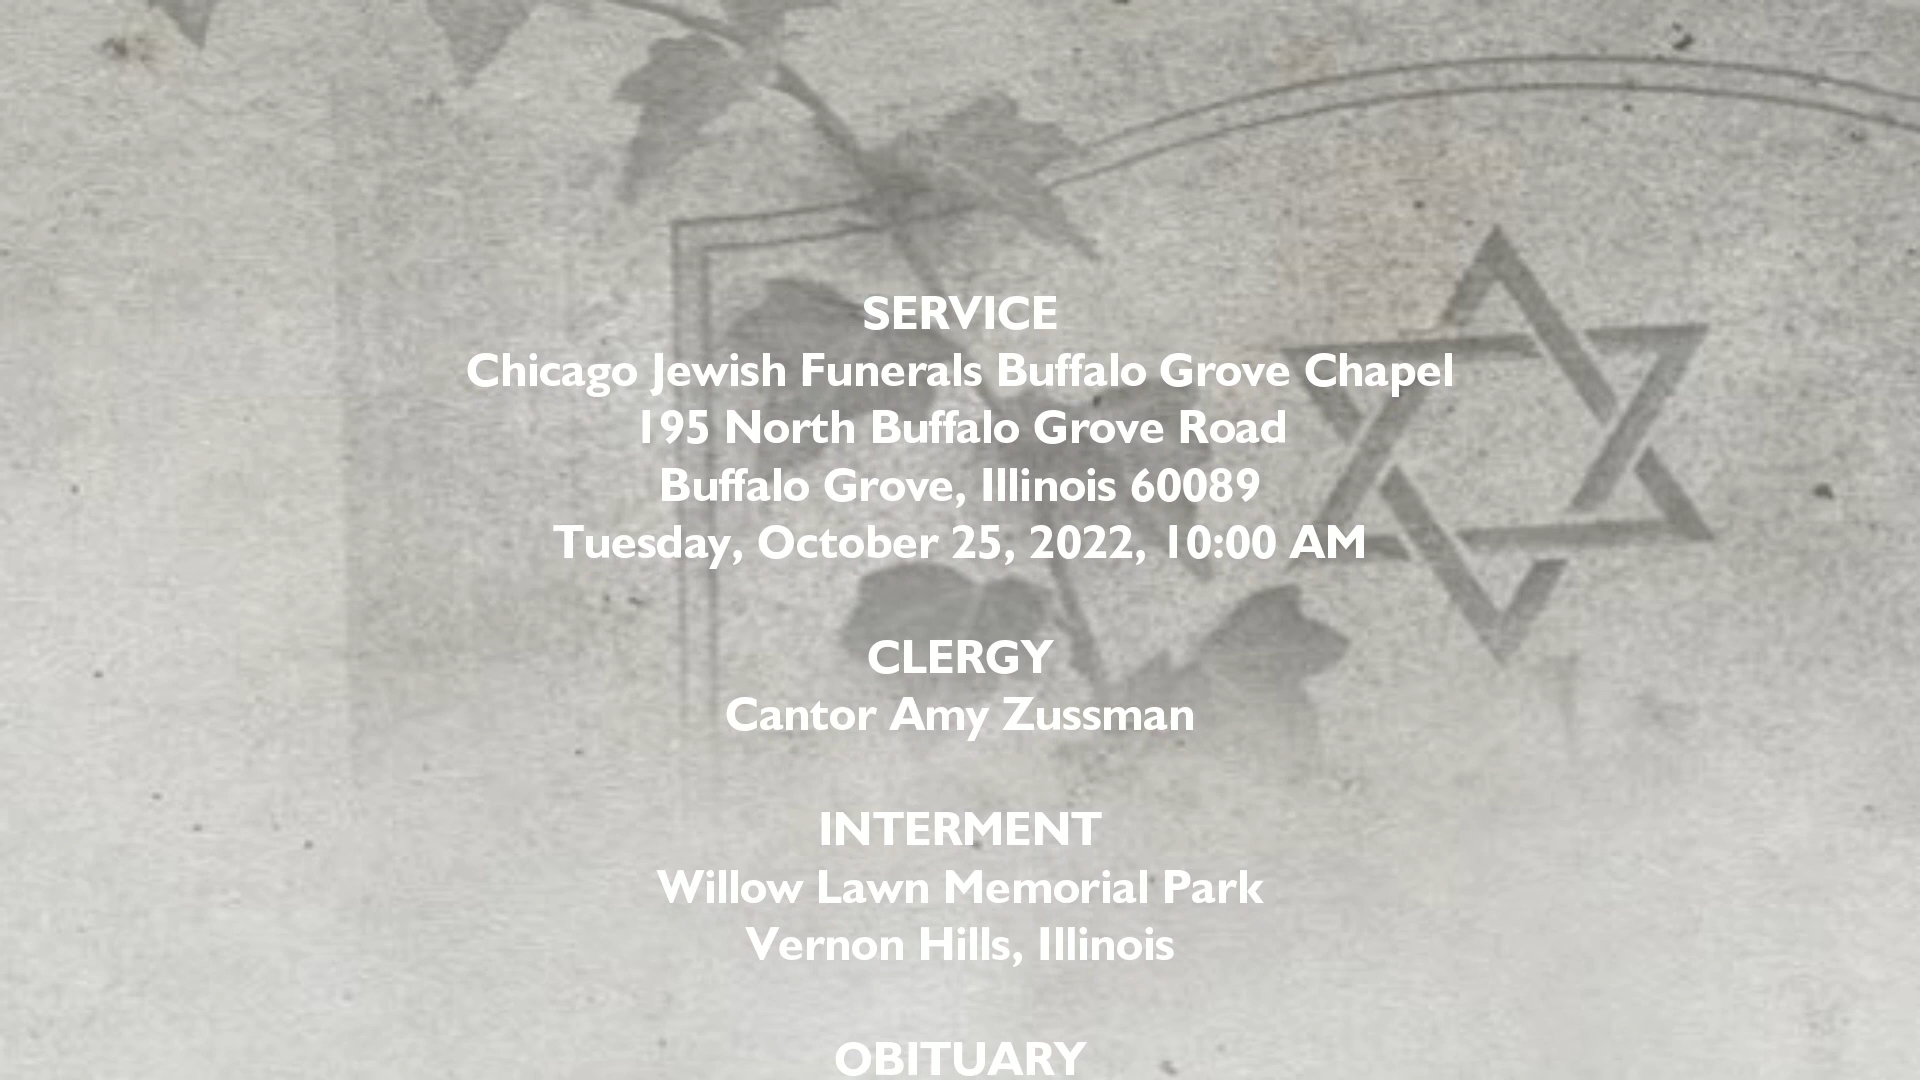 SERVICE
Chicago Jewish Funerals Buffalo Grove Chapel
195 North Buffalo Grove Road
Buffalo Grove, Illinois 60089
Tuesday, October 25, 2022, 10:00 AM
CLERGY
Cantor Amy Zussman
INTERMENT
Willow Lawn Memorial Park
Vernon Hills, Illinois
OBITUARY